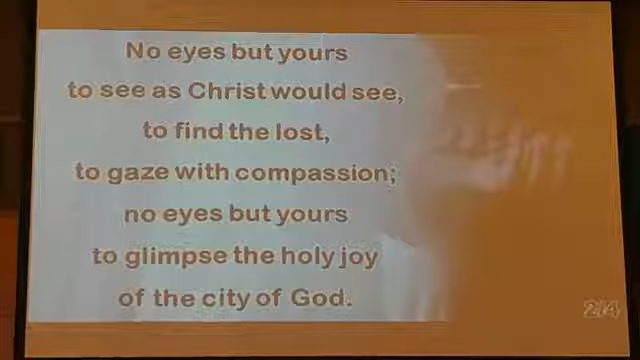 No eyes but yours
to see as Christ would see,
to find the lost,
to gaze with compassion;
no eyes but yours
to glimpse the holy joy
of the city of God.
2/4